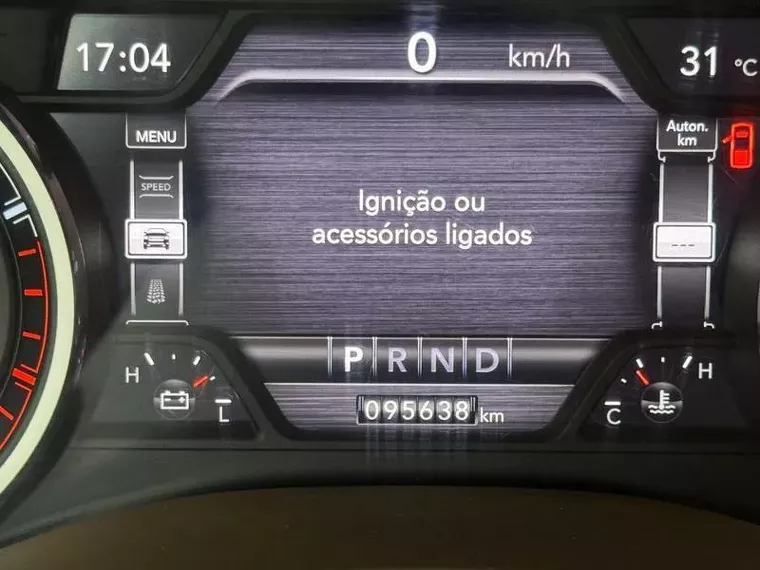 17:04 0 km/h 31 °C
MENU
Auton.
km
SPEED
Ignição ou
acessórios ligados
---
P R N D
H L
095638 km
C H